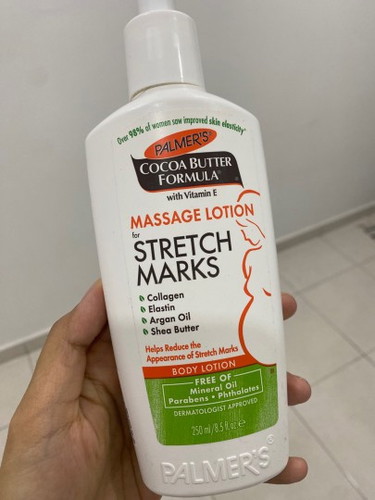 Over 98% of women saw improved skin elasticity*
PALMER'S®
COCOA BUTTER
FORMULA®
with Vitamin E
MASSAGE LOTION
for
STRETCH
MARKS
Collagen
Elastin
Argan Oil
Shea Butter
Helps Reduce the
Appearance of Stretch Marks
BODY LOTION
FREE OF
Mineral Oil
Parabens • Phthalates
DERMATOLOGIST APPROVED
250 ml/8.5 fl. oz ℮
PALMER'S®